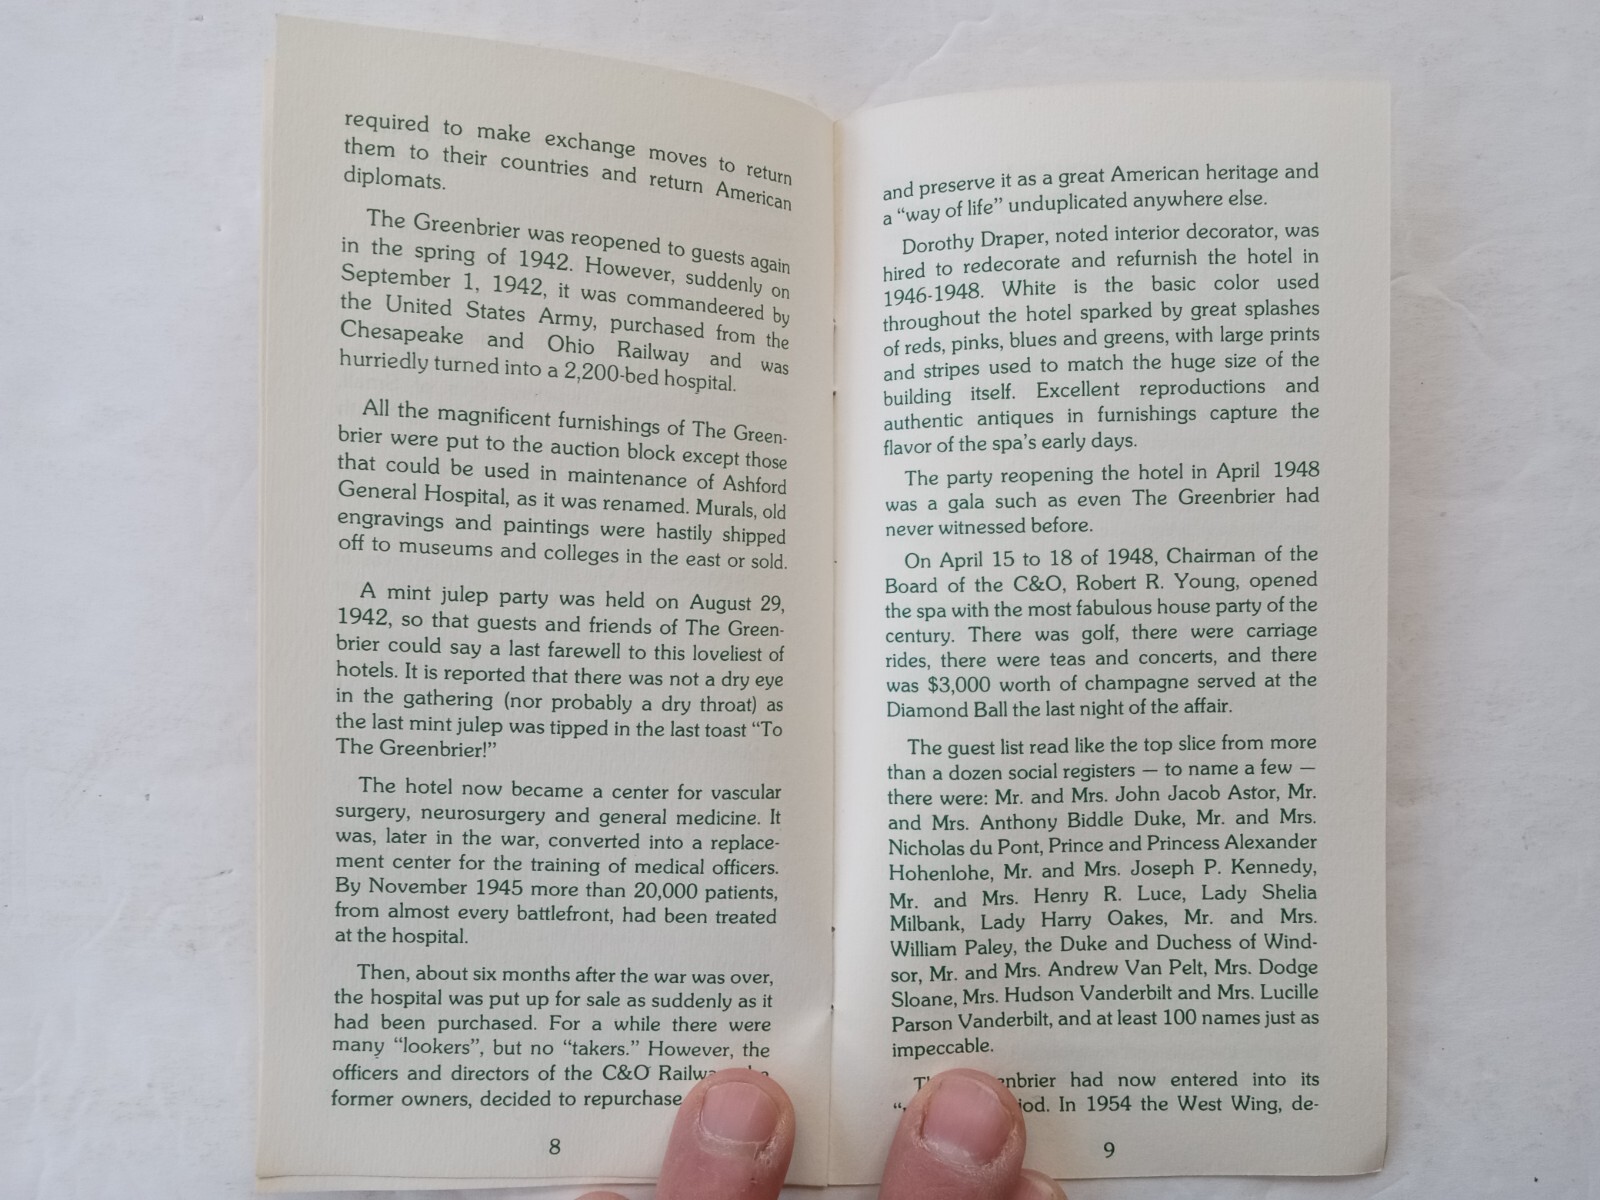 required to make exchange moves to return
them to their countries and return American
diplomats.
The Greenbrier was reopened to guests again
in the spring of 1942. However, suddenly on
September 1, 1942, it was commandeered by
the United States Army, purchased from the
Chesapeake and Ohio Railway and was
hurriedly turned into a 2,200-bed hospital.
All the magnificent furnishings of The Green-
brier were put to the auction block except those
that could be used in maintenance of Ashford
General Hospital, as it was renamed. Murals, old
engravings and paintings were hastily shipped
off to museums and colleges in the east or sold.
A mint julep party was held on August 29,
1942, so that guests and friends of The Green-
brier could say a last farewell to this loveliest of
hotels. It is reported that there was not a dry eye
in the gathering (nor probably a dry throat) as
the last mint julep was tipped in the last toast “To
The Greenbrier!”
The hotel now became a center for vascular
surgery, neurosurgery and general medicine. It
was, later in the war, converted into a replace-
ment center for the training of medical officers.
By November 1945 more than 20,000 patients,
from almost every battlefront, had been treated
at the hospital.
Then, about six months after the war was over,
the hospital was put up for sale as suddenly as it
had been purchased. For a while there were
many “lookers”, but no “takers.” However, the
officers and directors of the C&O
former owners, decided to repurchase
8
and preserve it as a great American heritage and
a “way of life” unduplicated anywhere else.
Dorothy Draper, noted interior decorator, was
hired to redecorate and refurnish the hotel in
1946-1948. White is the basic color used
throughout the hotel sparked by great splashes
of reds, pinks, blues and greens, with large prints
and stripes used to match the huge size of the
building itself. Excellent reproductions and
authentic antiques in furnishings capture the
flavor of the spa’s early days.
The party reopening the hotel in April 1948
was a gala such as even The Greenbrier had
never witnessed before.
On April 15 to 18 of 1948, Chairman of the
Board of the C&O, Robert R. Young, opened
the spa with the most fabulous house party of the
century. There was golf, there were carriage
rides, there were teas and concerts, and there
was $3,000 worth of champagne served at the
Diamond Ball the last night of the affair.
The guest list read like the top slice from more
than a dozen social registers — to name a few —
there were: Mr. and Mrs. John Jacob Astor, Mr.
and Mrs. Anthony Biddle Duke, Mr. and Mrs.
Nicholas du Pont, Prince and Princess Alexander
Hohenlohe, Mr. and Mrs. Joseph P. Kennedy,
Mr. and Mrs. Henry R. Luce, Lady Shelia
Milbank, Lady Harry Oakes, Mr. and Mrs.
William Paley, the Duke and Duchess of Wind-
sor, Mr. and Mrs. Andrew Van Pelt, Mrs. Dodge
Sloane, Mrs. Hudson Vanderbilt and Mrs. Lucille
Parson Vanderbilt, and at least 100 names just as
impeccable.
had now entered into its
In 1954 the West Wing, de-
9